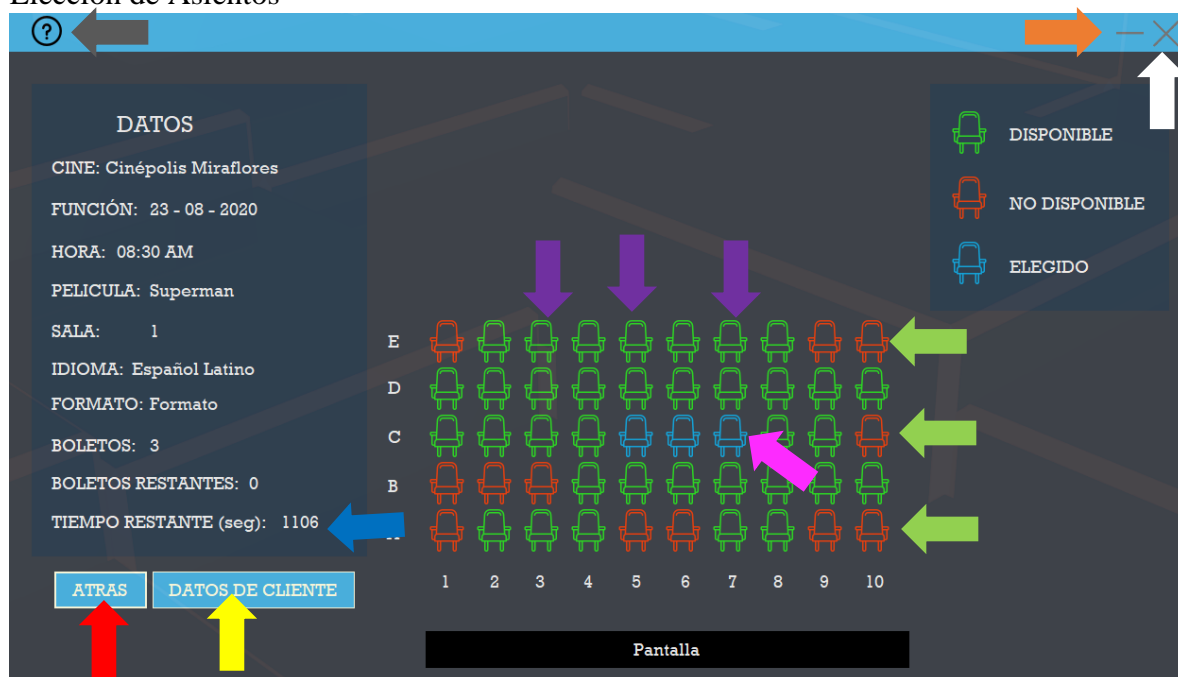 Elección de Asientos
?
DATOS
CINE: Cinépolis Miraflores
FUNCIÓN: 23 - 08 - 2020
HORA: 08:30 AM
PELICULA: Superman
SALA: 1
IDIOMA: Español Latino
FORMATO: Formato
BOLETOS: 3
BOLETOS RESTANTES: 0
TIEMPO RESTANTE (seg): 1106
ATRAS
DATOS DE CLIENTE
DISPONIBLE
NO DISPONIBLE
ELEGIDO
E
D
C
B
1 2 3 4 5 6 7 8 9 10
Pantalla